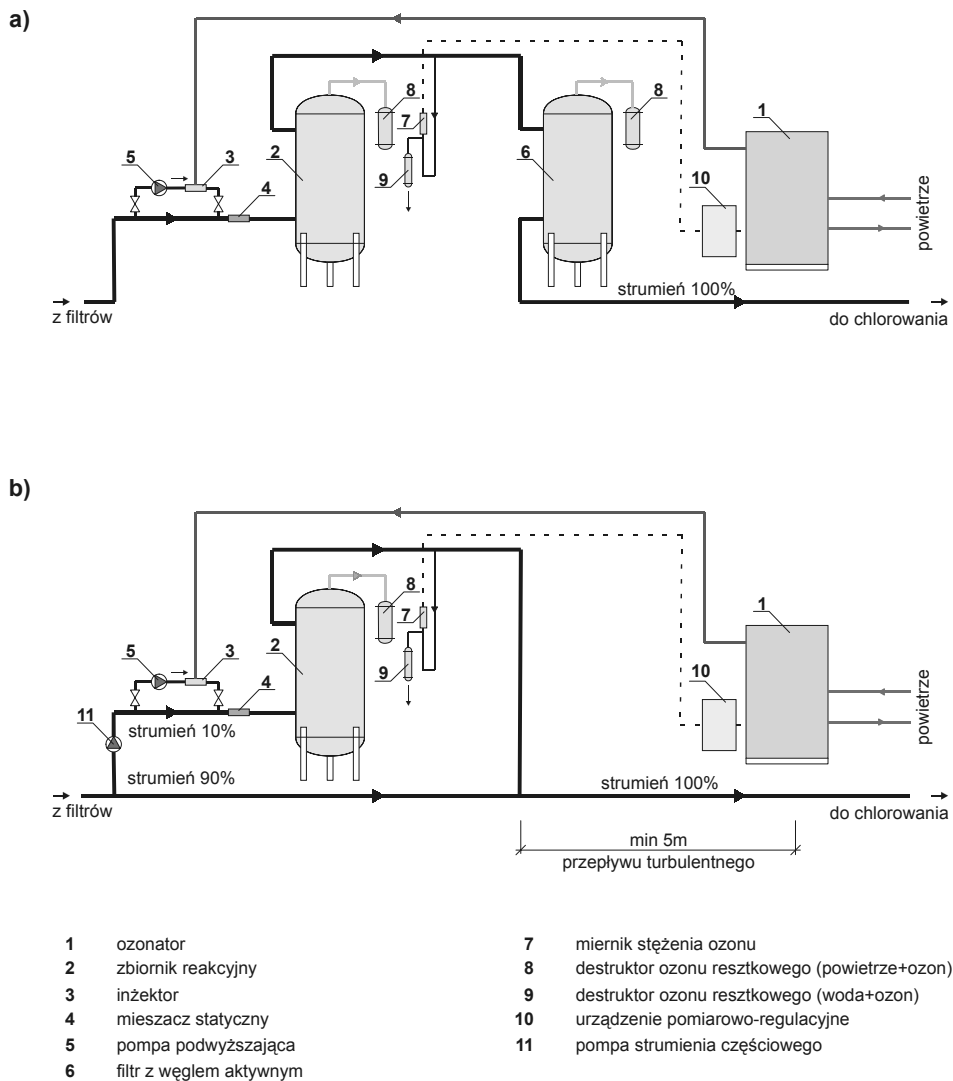 a)
8
8
1
7
2
6
5
3
9
10
4
powietrze
strumień 100%
z filtrów
do chlorowania
b)
8
1
7
2
5
3
9
10
4
11
powietrze
strumień 10%
strumień 90%
strumień 100%
z filtrów
do chlorowania
min 5m
przepływu turbulentnego
1 ozonator
2 zbiornik reakcyjny
3 inżektor
4 mieszacz statyczny
5 pompa podwyższająca
6 filtr z węglem aktywnym
7 miernik stężenia ozonu
8 destruktor ozonu resztkowego (powietrze+ozon)
9 destruktor ozonu resztkowego (woda+ozon)
10 urządzenie pomiarowo-regulacyjne
11 pompa strumienia częściowego